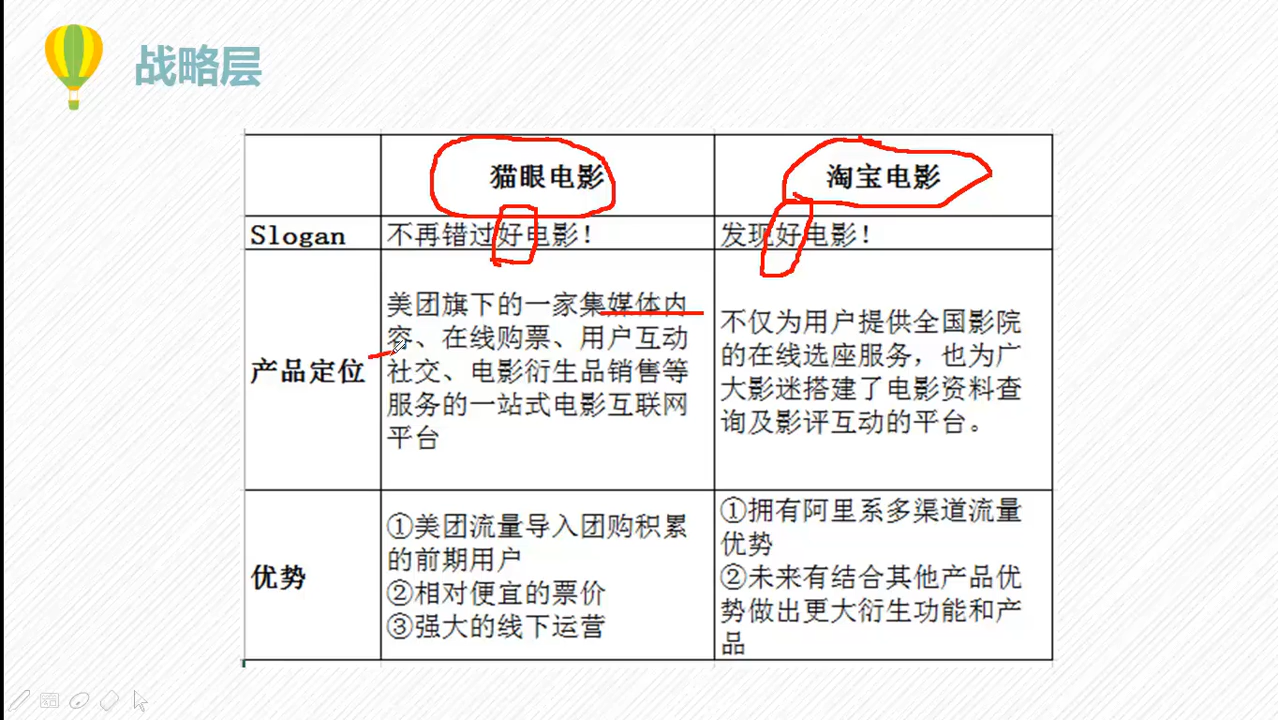 战略层
猫眼电影
淘宝电影
Slogan
不再错过好电影！
发现好电影！
产品定位
美团旗下的一家集媒体内
容、在线购票、用户互动
社交、电影衍生品销售等
服务的一站式电影互联网
平台
不仅为用户提供全国影院
的在线选座服务，也为广
大影迷搭建了电影资料查
询及影评互动的平台。
优势
①美团流量导入团购积累
的前期用户
②相对便宜的票价
③强大的线下运营
①拥有阿里系多渠道流量
优势
②未来有结合其他产品优
势做出更大衍生功能和产
品